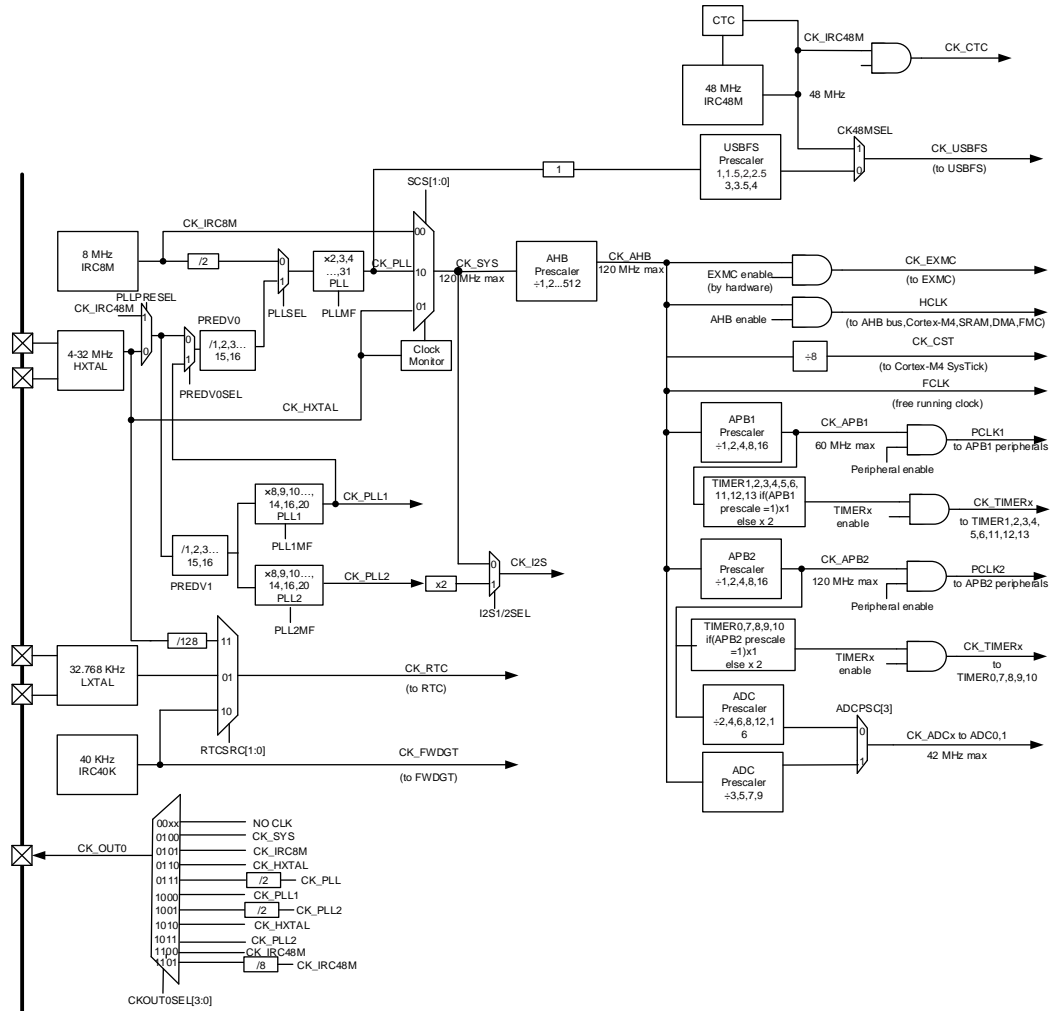 CTC
CK_IRC48M
CK_CTC
48 MHz
IRC48M
48 MHz
CK48MSEL
USBFS
Prescaler
1,1.5,2,2.5
3,3.5,4
1
0
CK_USBFS
(to USBFS)
1
SCS[1:0]
CK_IRC8M
8 MHz
IRC8M
/2
0
1
PLLSEL
×2,3,4
…,31
PLL
PLLMF
CK_PLL
00
10
01
CK_SYS
120 MHz max
AHB
Prescaler
÷1,2...512
CK_AHB
120 MHz max
EXMC enable
(by hardware)
CK_EXMC
(to EXMC)
AHB enable
HCLK
(to AHB bus,Cortex-M4,SRAM,DMA,FMC)
÷8
CK_CST
(to Cortex-M4 SysTick)
FCLK
(free running clock)
PLLPRESEL
CK_IRC48M
1
0
4-32 MHz
HXTAL
PREDV0
1
/1,2,3…
15,16
PREDV0SEL
Clock
Monitor
CK_HXTAL
APB1
Prescaler
÷1,2,4,8,16
CK_APB1
60 MHz max
Peripheral enable
PCLK1
to APB1 peripherals
TIMER1,2,3,4,5,6,
11,12,13 if(APB1
prescale =1)x1
else x 2
TIMERx
enable
CK_TIMERx
to TIMER1,2,3,4,
5,6,11,12,13
×8,9,10…,
14,16,20
PLL1
PLL1MF
CK_PLL1
/1,2,3…
15,16
PREDV1
×8,9,10…,
14,16,20
PLL2
PLL2MF
CK_PLL2
x2
0
1
CK_I2S
I2S1/2SEL
APB2
Prescaler
÷1,2,4,8,16
CK_APB2
120 MHz max
Peripheral enable
PCLK2
to APB2 peripherals
TIMER0,7,8,9,10
if(APB2 prescale
=1)x1
else x 2
TIMERx
enable
CK_TIMERx
to
TIMER0,7,8,9,10
/128
11
01
10
RTCSRC[1:0]
32.768 KHz
LXTAL
CK_RTC
(to RTC)
40 KHz
IRC40K
CK_FWDGT
(to FWDGT)
ADC
Prescaler
÷2,4,6,8,12,1
6
ADCPSC[3]
0
1
CK_ADCx to ADC0,1
42 MHz max
ADC
Prescaler
÷3,5,7,9
CK_OUT0
00xx NO CLK
0100 CK_SYS
0101 CK_IRC8M
0110 CK_HXTAL
0111 /2 CK_PLL
1000 CK_PLL1
1001 /2 CK_PLL2
1010 CK_HXTAL
1011 CK_PLL2
1100 CK_IRC48M
1101 /8 CK_IRC48M
CKOUT0SEL[3:0]